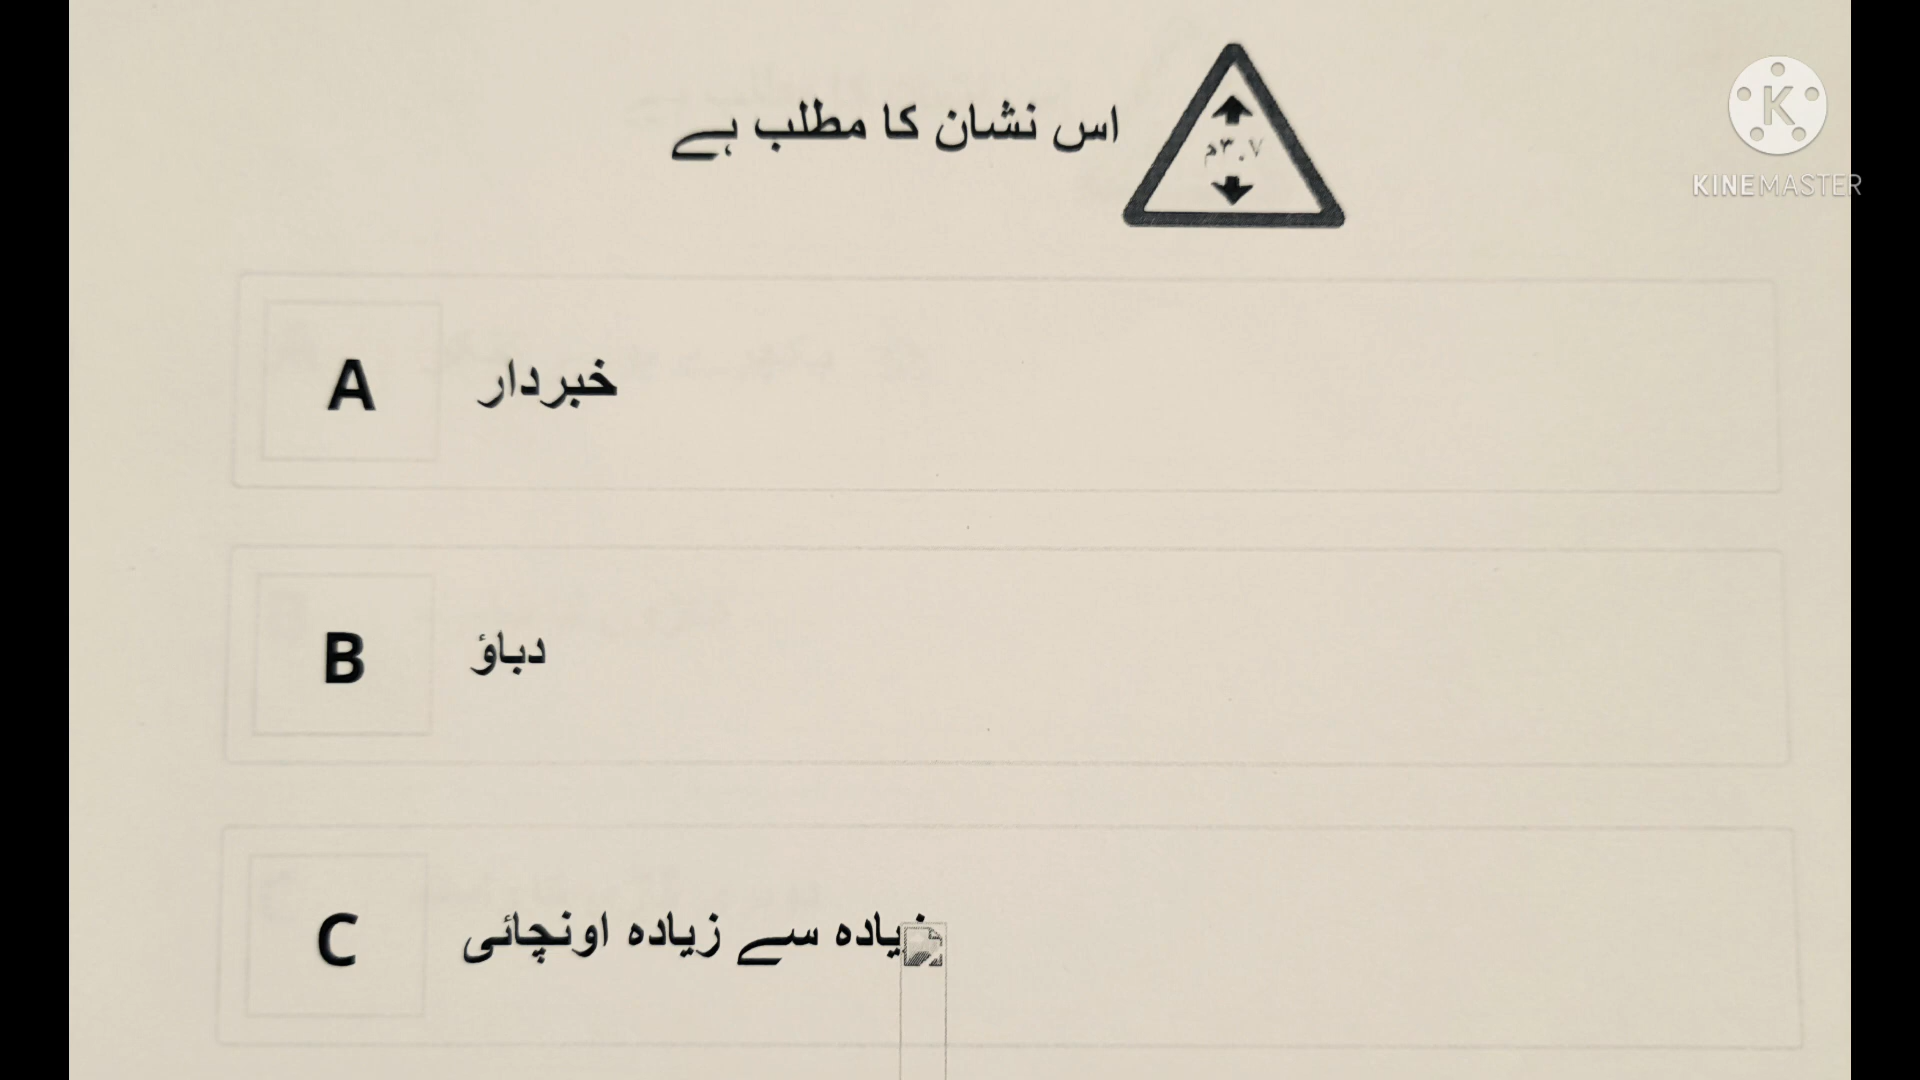 اس نشان کا مطلب ہے
۳.۷م
KINEMASTER
A خبردار
B دباؤ
C زیادہ سے زیادہ اونچائی